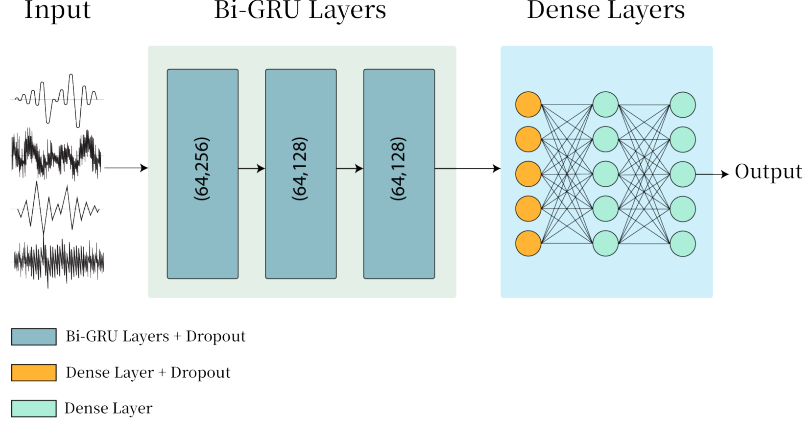 Input
Bi-GRU Layers
Dense Layers
(64,256)
(64,128)
(64,128)
Output
Bi-GRU Layers + Dropout
Dense Layer + Dropout
Dense Layer